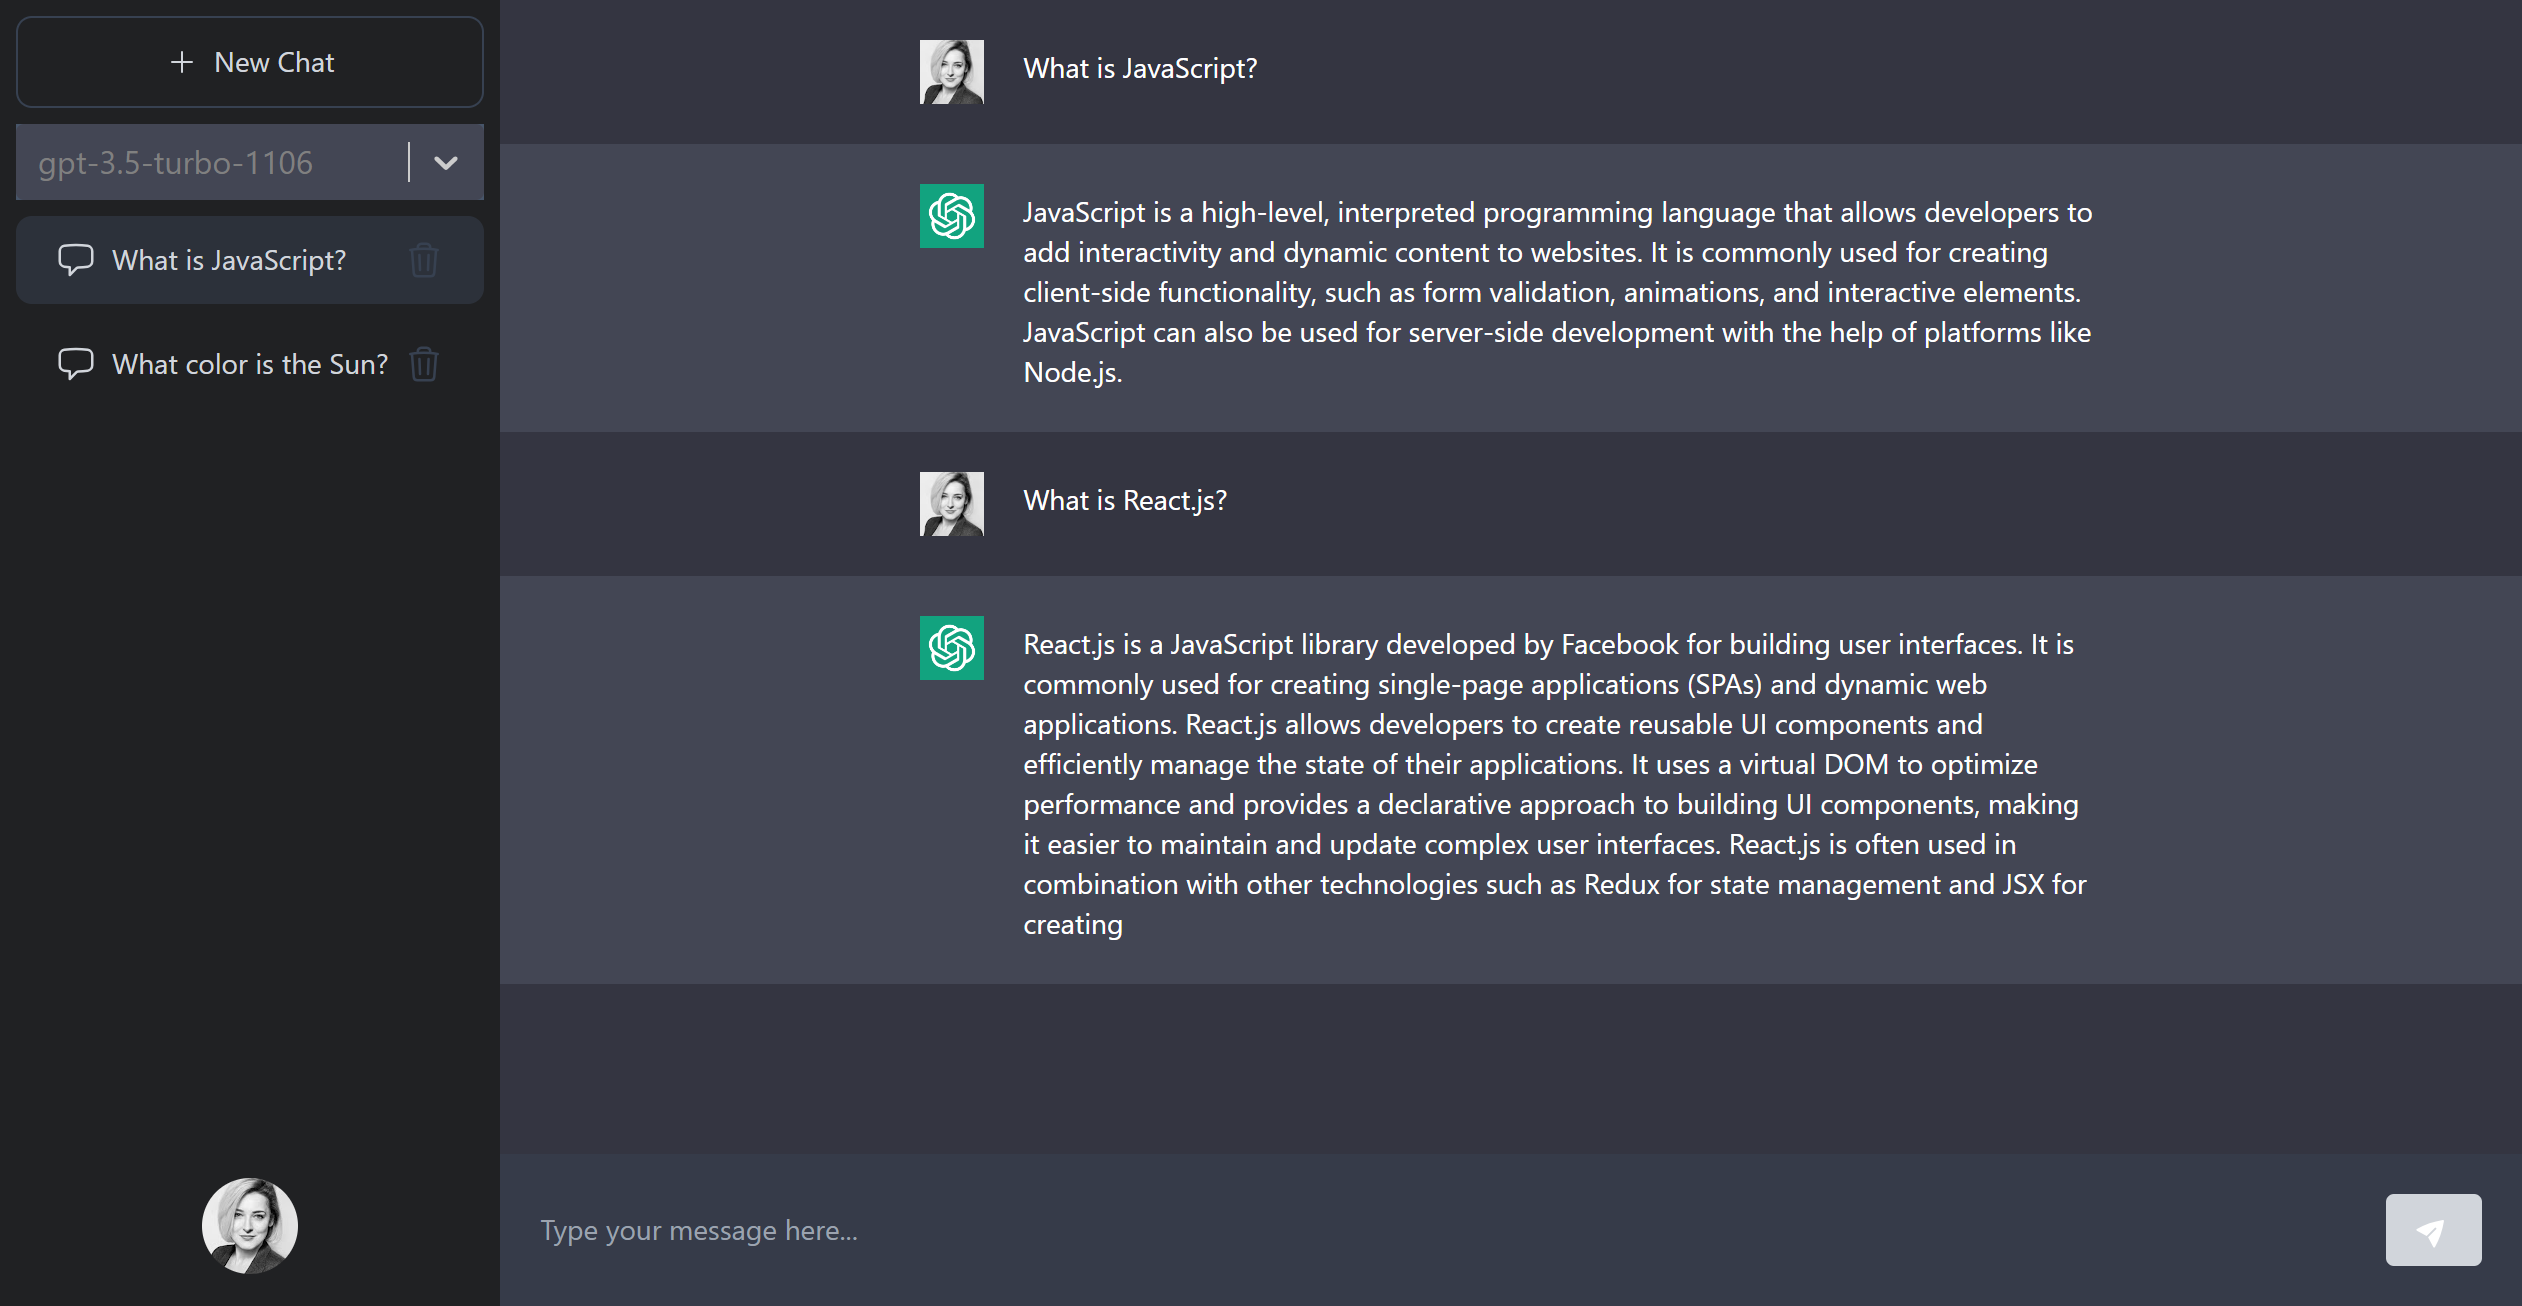 New Chat
gpt-3.5-turbo-1106
What is JavaScript?
What color is the Sun?
What is JavaScript?
JavaScript is a high-level, interpreted programming language that allows developers to
add interactivity and dynamic content to websites. It is commonly used for creating
client-side functionality, such as form validation, animations, and interactive elements.
JavaScript can also be used for server-side development with the help of platforms like
Node.js.
What is React.js?
React.js is a JavaScript library developed by Facebook for building user interfaces. It is
commonly used for creating single-page applications (SPAs) and dynamic web
applications. React.js allows developers to create reusable UI components and
efficiently manage the state of their applications. It uses a virtual DOM to optimize
performance and provides a declarative approach to building UI components, making
it easier to maintain and update complex user interfaces. React.js is often used in
combination with other technologies such as Redux for state management and JSX for
creating
Type your message here...